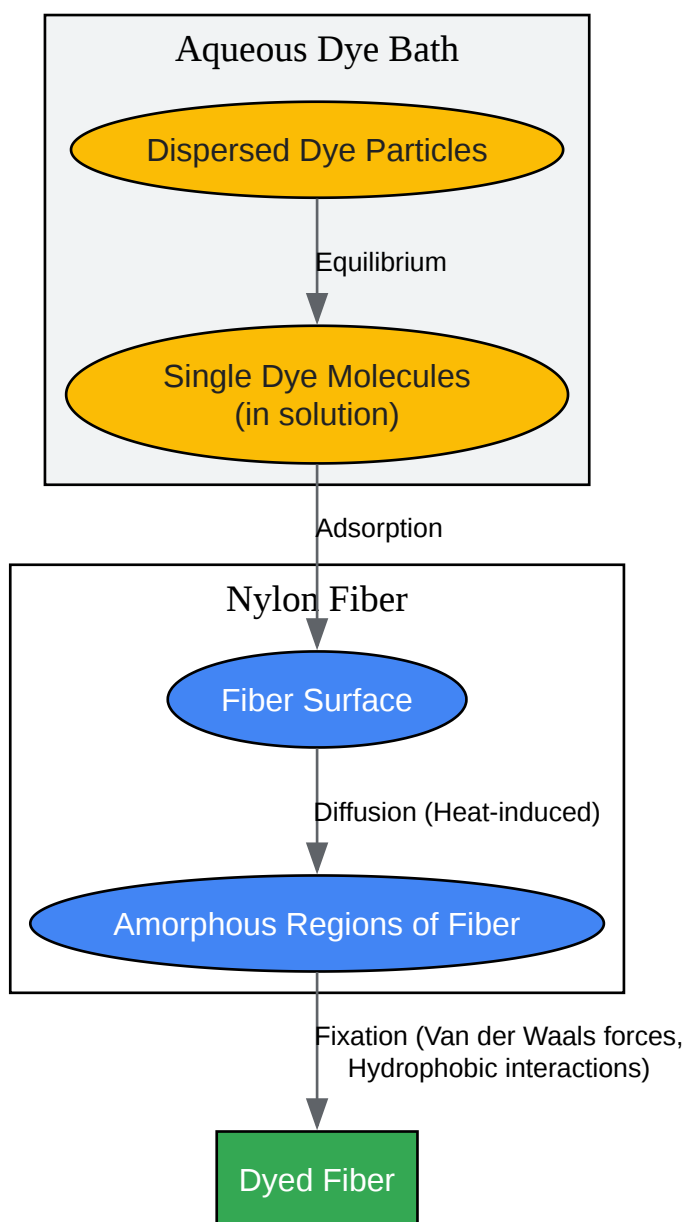 Aqueous Dye Bath
Dispersed Dye Particles
Equilibrium
Single Dye Molecules
(in solution)
Adsorption
Nylon Fiber
Fiber Surface
Diffusion (Heat-induced)
Amorphous Regions of Fiber
Fixation (Van der Waals forces,
Hydrophobic interactions)
Dyed Fiber